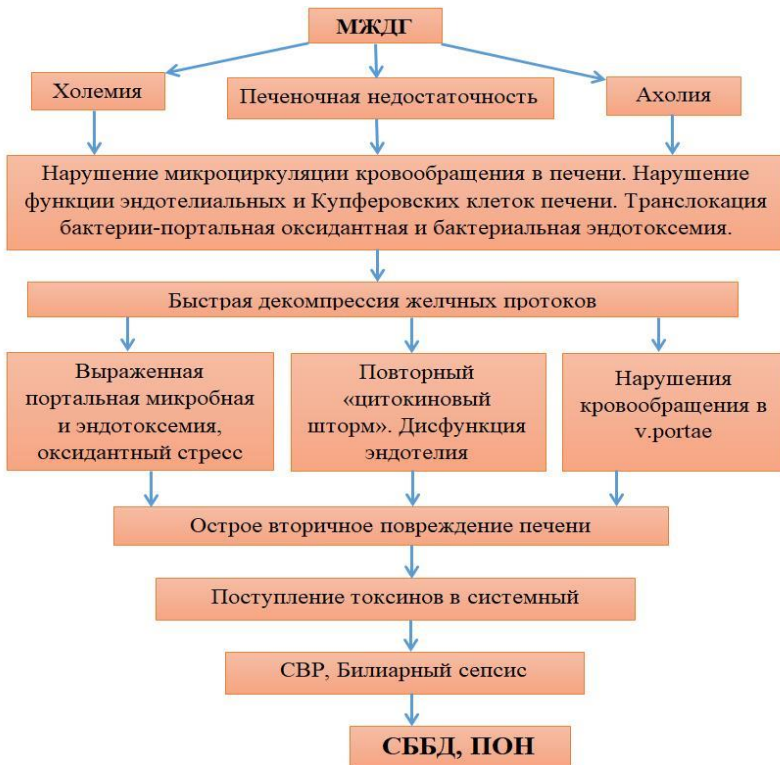 МЖДГ
Холемия
Печеночная недостаточность
Ахолия
Нарушение микроциркуляции кровообращения в печени. Нарушение
функции эндотелиальных и Купферовских клеток печени. Транслокация
бактерии-портальная оксидантная и бактериальная эндотоксемия.
Быстрая декомпрессия желчных протоков
Выраженная
портальная микробная
и эндотоксемия,
оксидантный стресс
Повторный
«цитокиновый
шторм». Дисфункция
эндотелия
Нарушения
кровообращения в
v.portae
Острое вторичное повреждение печени
Поступление токсинов в системный
СВР, Билиарный сепсис
СББД, ПОН